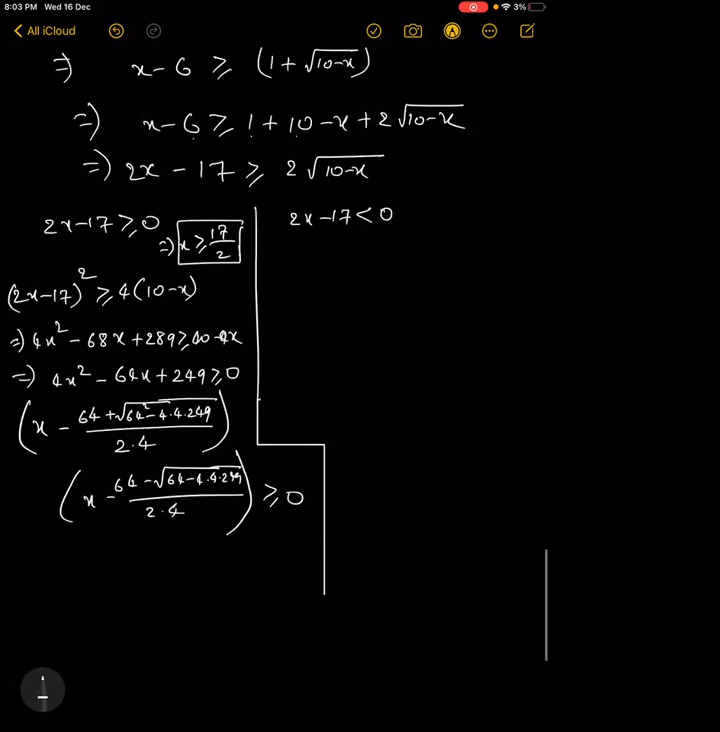 8:03 PM Wed 16 Dec
3%
All iCloud
⇒ x-6 ≥ (1+√(10-x))
⇒ x-6 ≥ 1+10-x+2√(10-x)
⇒ 2x-17 ≥ 2√(10-x)
2x-17 ≥ 0
⇒ x ≥ 17/2
(2x-17)² ≥ 4(10-x)
⇒ 4x²-68x+289 ≥ 40-4x
⇒ 4x²-64x+249 ≥ 0
(x - (64+√(64²-4.4.249))/(2.4))
(x - (64-√(64-4.4.249))/(2.4)) ≥ 0
2x-17 < 0